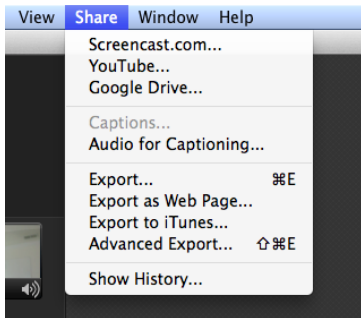 View Share Window Help
Screencast.com...
YouTube...
Google Drive...
Captions...
Audio for Captioning...
Export... ⌘E
Export as Web Page...
Export to iTunes...
Advanced Export... ⇧⌘E
Show History...